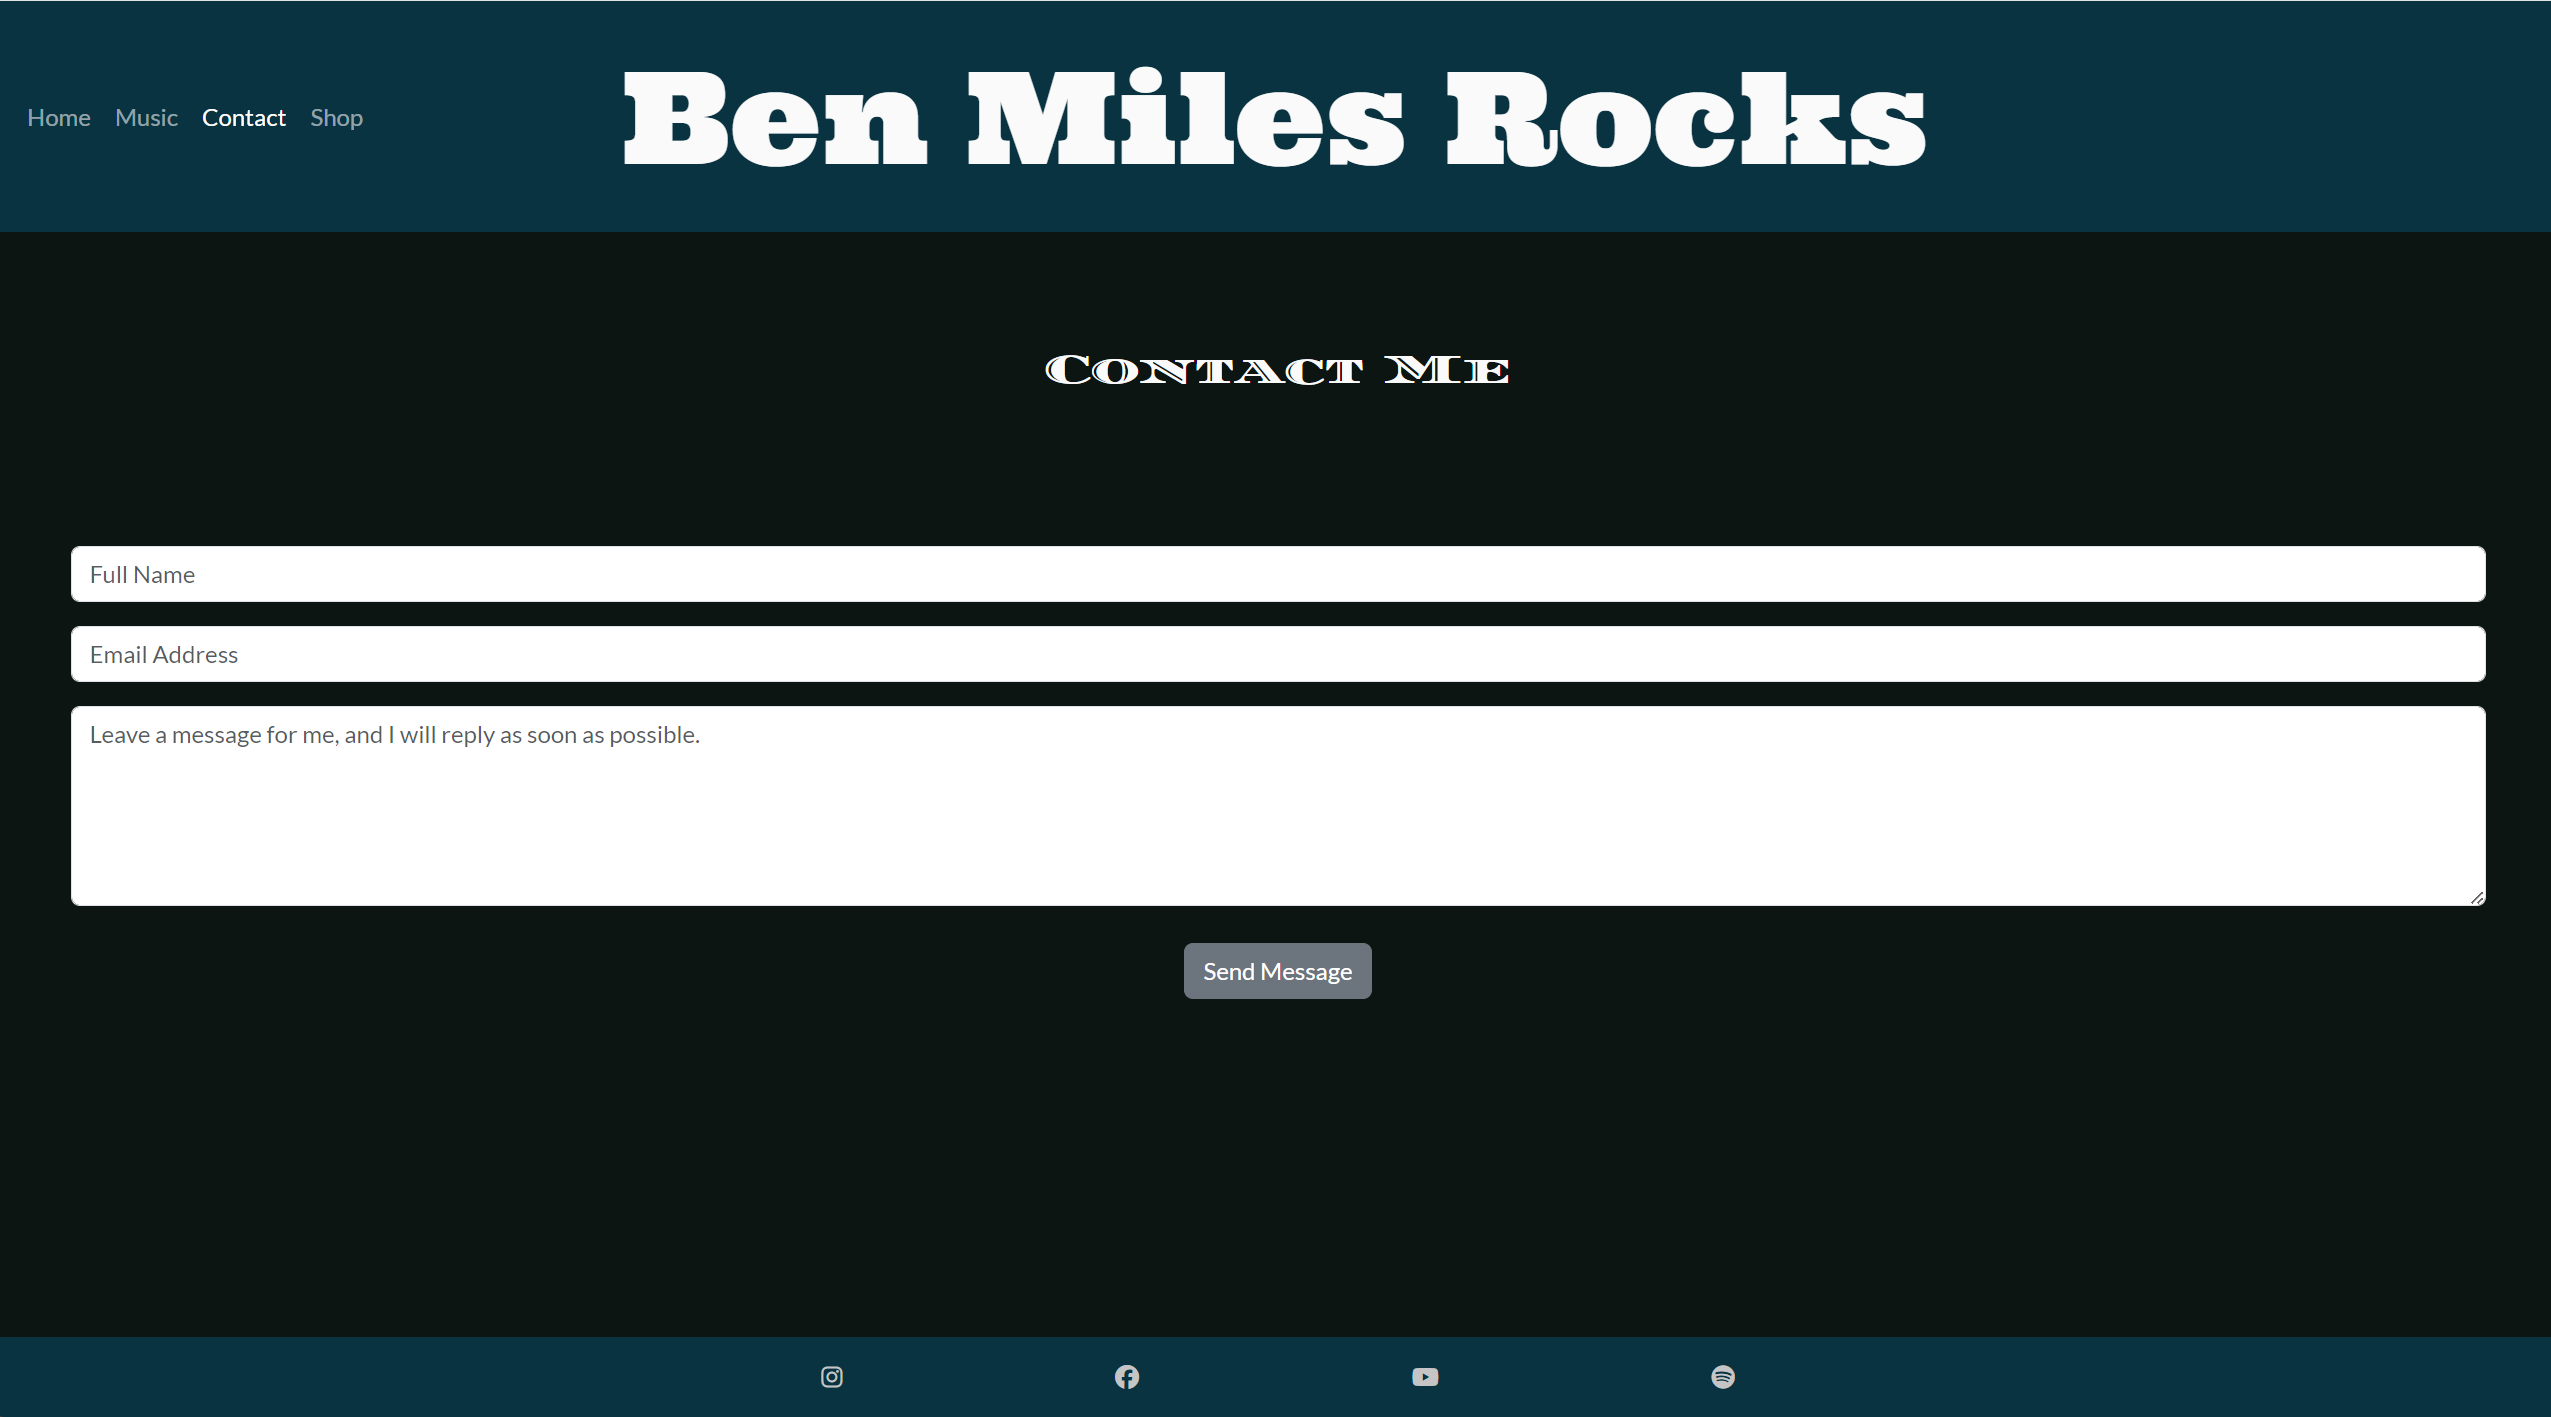 Home Music Contact Shop
Ben Miles Rocks
Contact Me
Full Name
Email Address
Leave a message for me, and I will reply as soon as possible.
Send Message